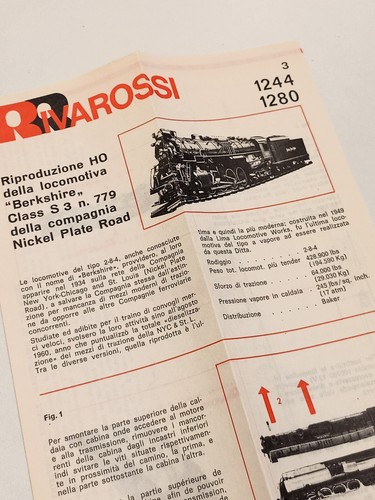 RIVAROSSI
3
1244
1280
Riproduzione HO
della locomotiva
"Berkshire„
Class S 3 n. 779
della compagnia
Nickel Plate Road
Le locomotive del tipo 2-8-4, anche conosciute
con il nome di «Berkshire», provvidero, al loro
apparire nel 1934 sulla rete della Compagnia
New York-Chicago and St. Louis (Nickel Plate
Road), a salvare la Compagnia stessa dall'estin-
zione per mancanza di mezzi moderni di trazio-
ne da opporre alle altre Compagnie ferroviarie
concorrenti.
Studiate ed adibite per il traino di convogli mer-
ci veloci, svolsero la loro attività sino all'agosto
1960, anno che puntualizzò la totale «dieselizza-
zione» dei mezzi di trazione della NYC & St. L.
Tra le diverse versioni, quella riprodotta è l'ul-
tima e quindi la più moderna; costruita nel 1949
dalla Lima Locomotive Works, fu l'ultima loco-
motiva del tipo a vapore ad essere realizzata
da questa Ditta.
Rodiggio . . . . . . . . 2-8-4
Peso tot. locomot. più tender 428.900 lbs
(194.590 Kg)
Sforzo di trazione . . . . 64.000 lbs
(29.030 Kg)
Pressione vapore in caldaia . 245 lbs/sq. inch.
(17 atm)
Distribuzione . . . . . . Baker
Fig. 1
2
Per smontare la parte superiore della cal-
daia con cabina onde accedere al motore
e alla trasmissione, rimuovere i mancor-
renti della cabina dagli incastri inferiori
indi svitare le viti situate rispettivamen-
te in prossimità del camino, la prima, e
nella parte sottostante la cabina l'altra.
la partie supérieure de
afin de pouvoir